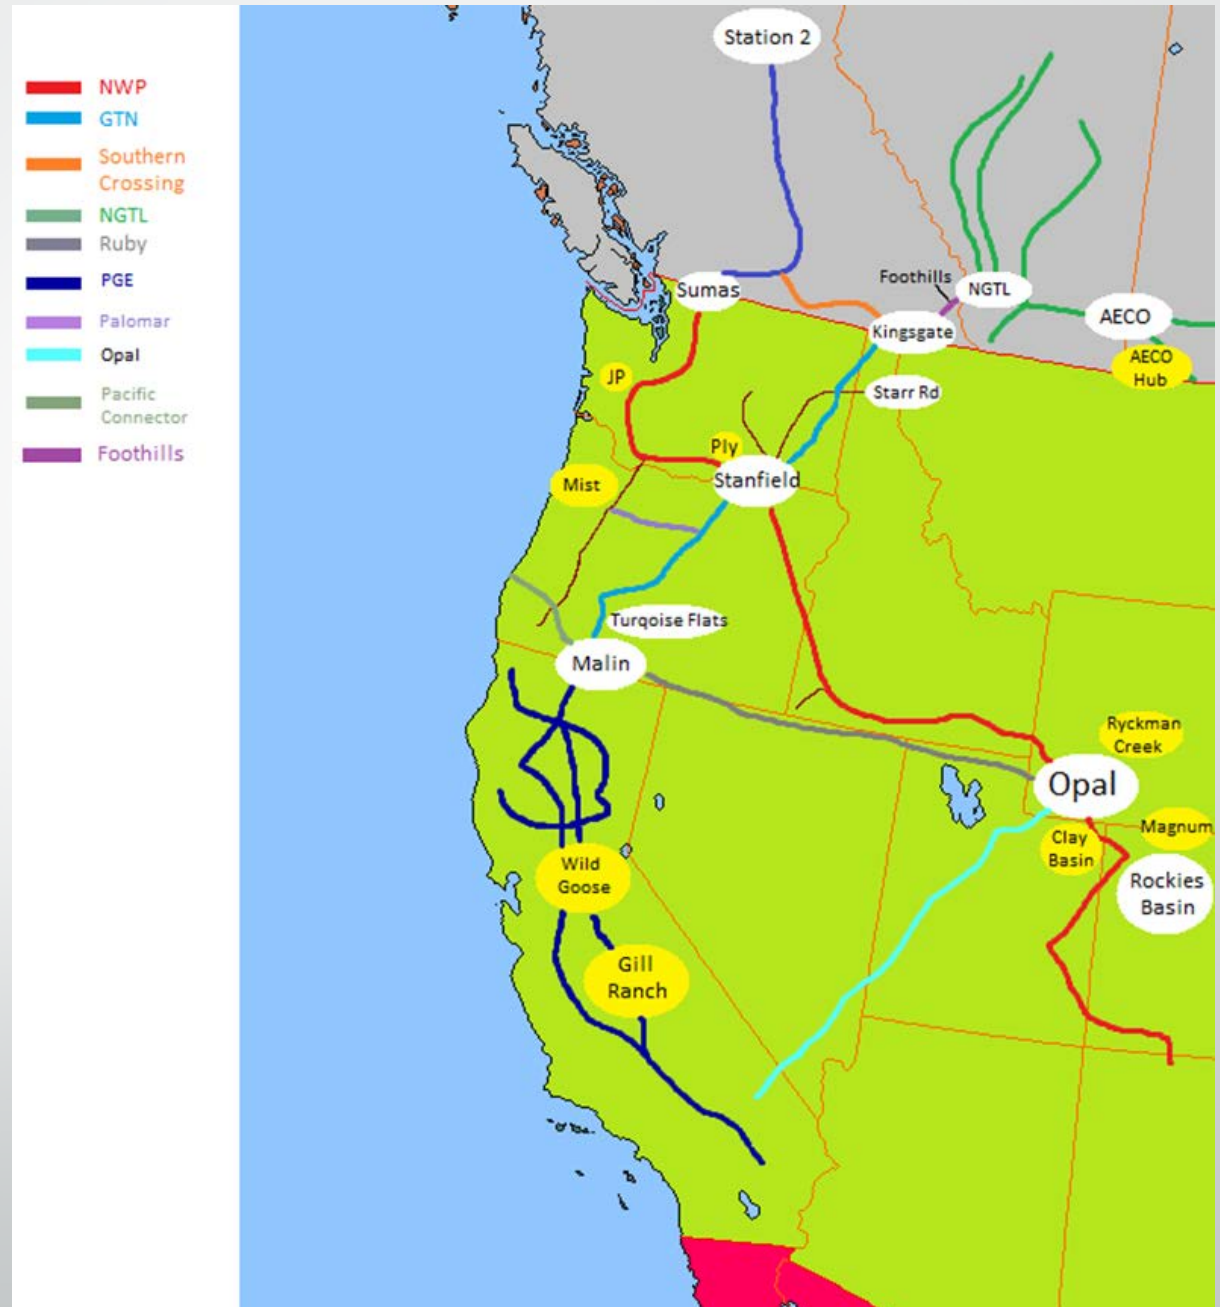 NWP
GTN
Southern
Crossing
NGTL
Ruby
PGE
Palomar
Opal
Pacific
Connector
Foothills
Station 2
Foothills
NGTL
Sumas
AECO
Kingsgate
AECO
Hub
JP
Starr Rd
Ply
Stanfield
Mist
Turqoise Flats
Malin
Ryckman
Creek
Opal
Magnum
Clay
Basin
Rockies
Basin
Wild
Goose
Gill
Ranch